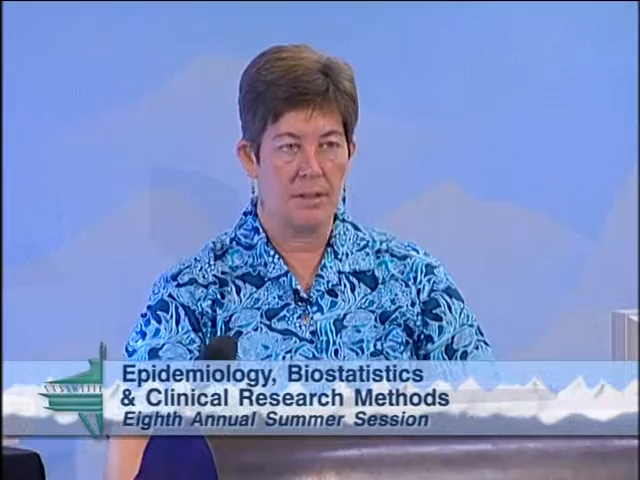 Epidemiology, Biostatistics
& Clinical Research Methods
Eighth Annual Summer Session